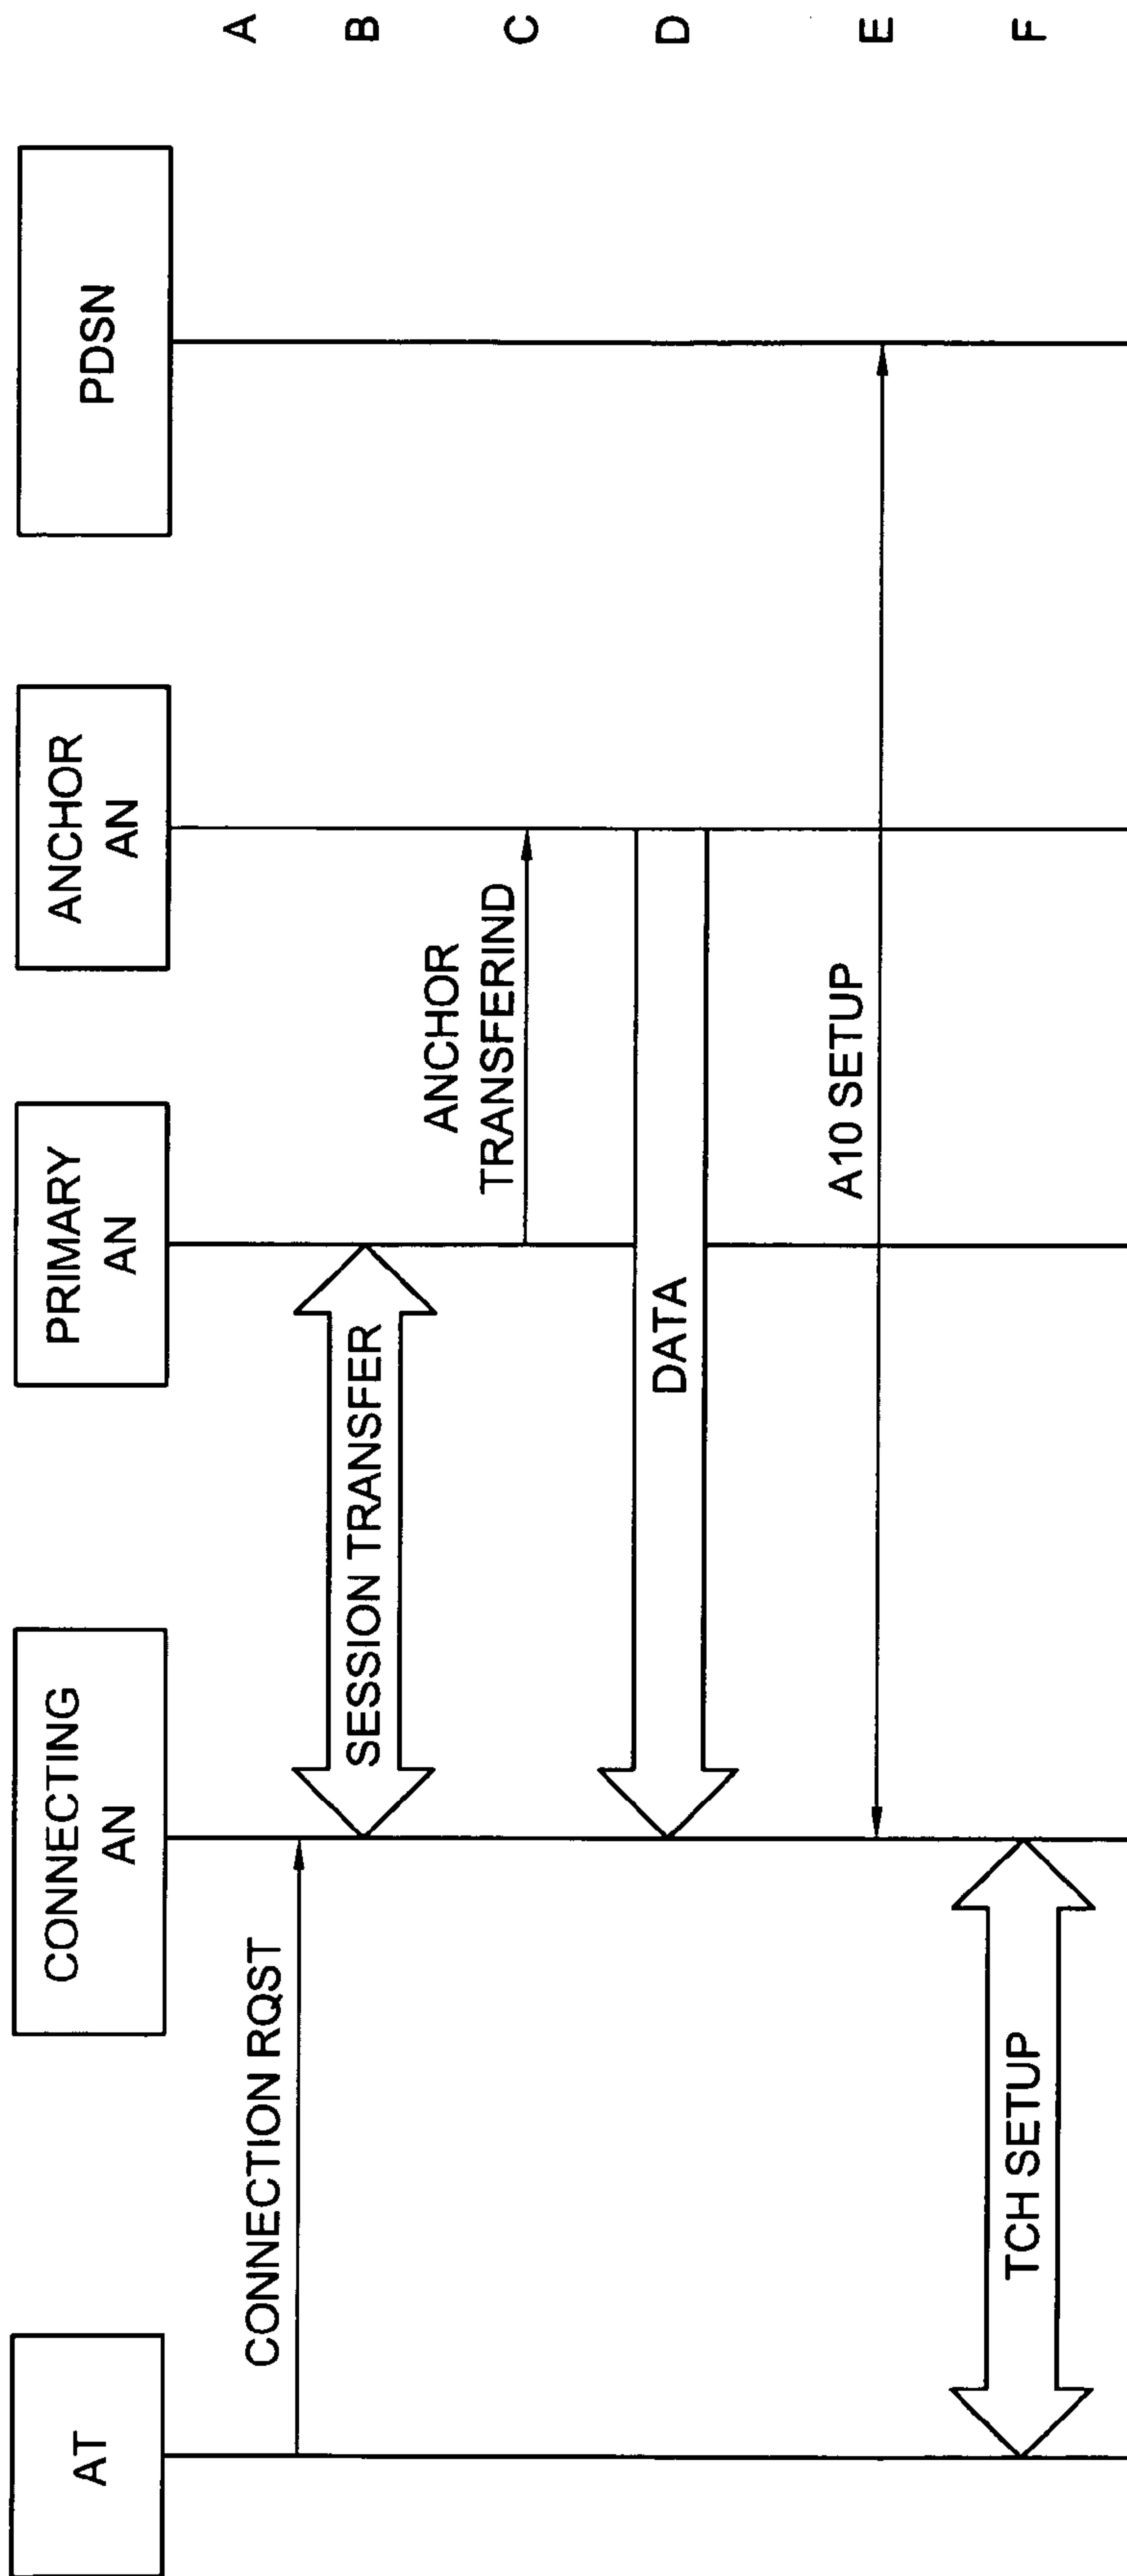 AT
CONNECTING
AN
PRIMARY
AN
ANCHOR
AN
PDSN
CONNECTION RQST
A
SESSION TRANSFER
B
ANCHOR
TRANSFERIND
C
DATA
D
A10 SETUP
E
TCH SETUP
F